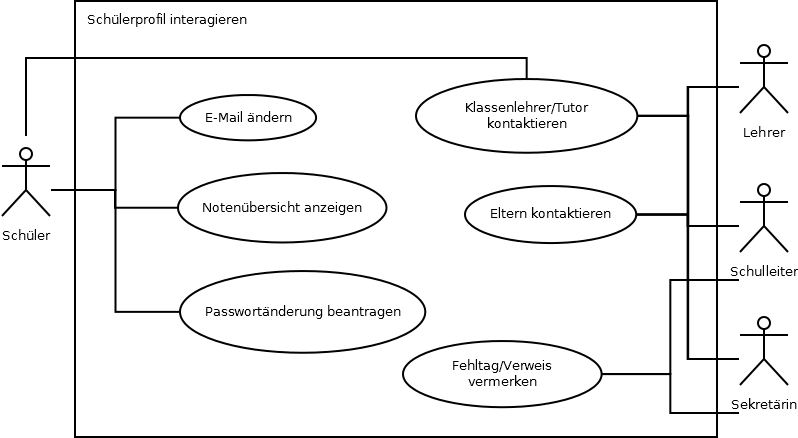 Schülerprofil interagieren
E-Mail ändern
Klassenlehrer/Tutor
kontaktieren
Lehrer
Schüler
Notenübersicht anzeigen
Eltern kontaktieren
Schulleiter
Passwortänderung beantragen
Fehltag/Verweis
vermerken
Sekretärin